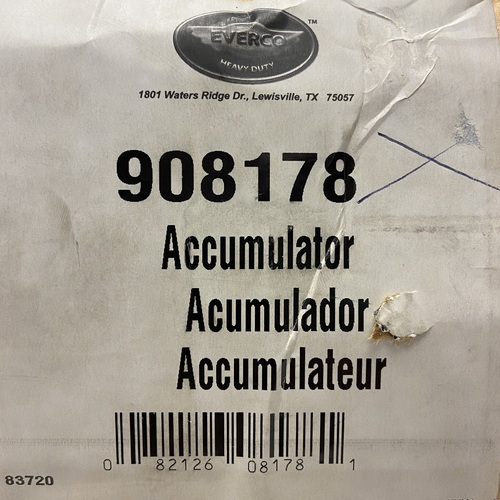 EVERCO
HEAVY DUTY
™
1801 Waters Ridge Dr., Lewisville, TX 75057
908178
Accumulator
Acumulador
Accumulateur
0 82126 08178 1
83720